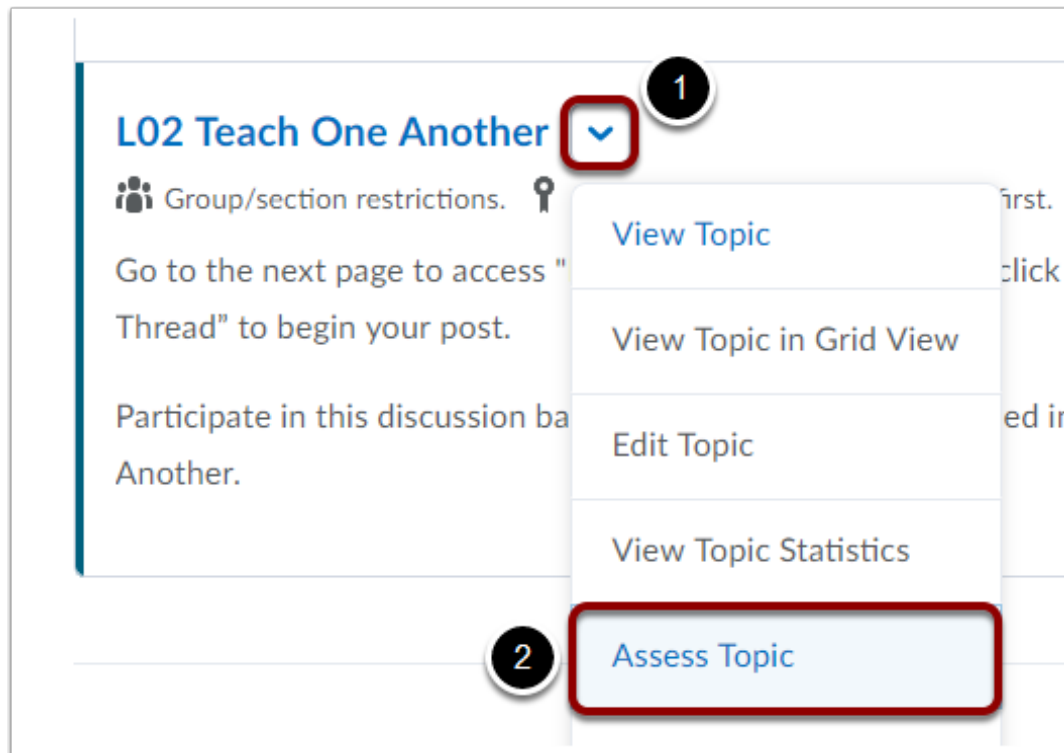 1
L02 Teach One Another
Group/section restrictions. first.
View Topic
Go to the next page to access " click
Thread” to begin your post.
View Topic in Grid View
Participate in this discussion ba ed in
Another.
Edit Topic
View Topic Statistics
2
Assess Topic